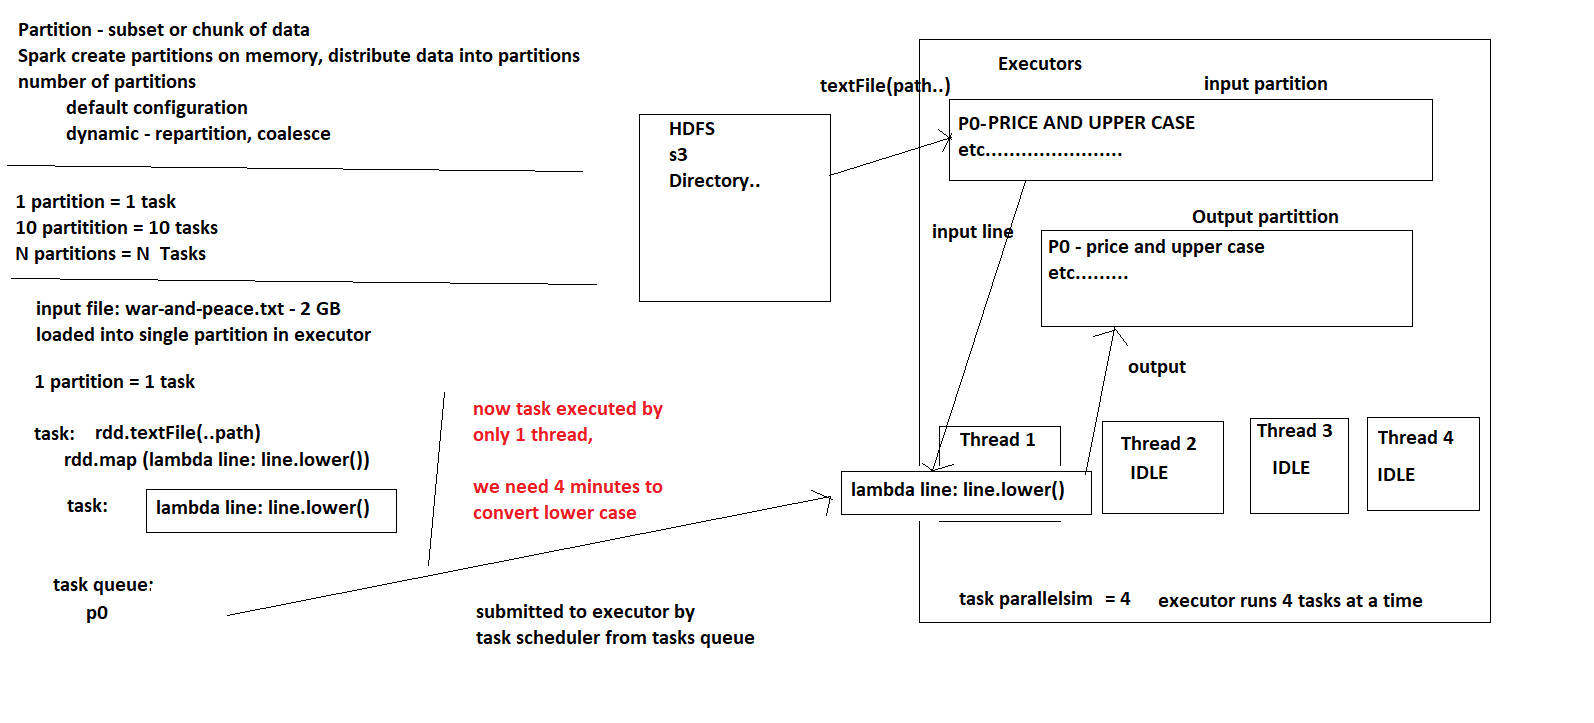 Partition - subset or chunk of data
Spark create partitions on memory, distribute data into partitions
number of partitions
default configuration
dynamic - repartition, coalesce
1 partition = 1 task
10 partitition = 10 tasks
N partitions = N Tasks
input file: war-and-peace.txt - 2 GB
loaded into single partition in executor
1 partition = 1 task
task: rdd.textFile(..path)
rdd.map (lambda line: line.lower())
task: lambda line: line.lower()
task queue:
p0
now task executed by
only 1 thread,
we need 4 minutes to
convert lower case
submitted to executor by
task scheduler from tasks queue
HDFS
s3
Directory..
textFile(path..)
Executors
input partition
P0-PRICE AND UPPER CASE
etc.......................
input line
Output partittion
P0 - price and upper case
etc.........
output
Thread 1
lambda line: line.lower()
Thread 2
IDLE
Thread 3
IDLE
Thread 4
IDLE
task parallelsim = 4 executor runs 4 tasks at a time